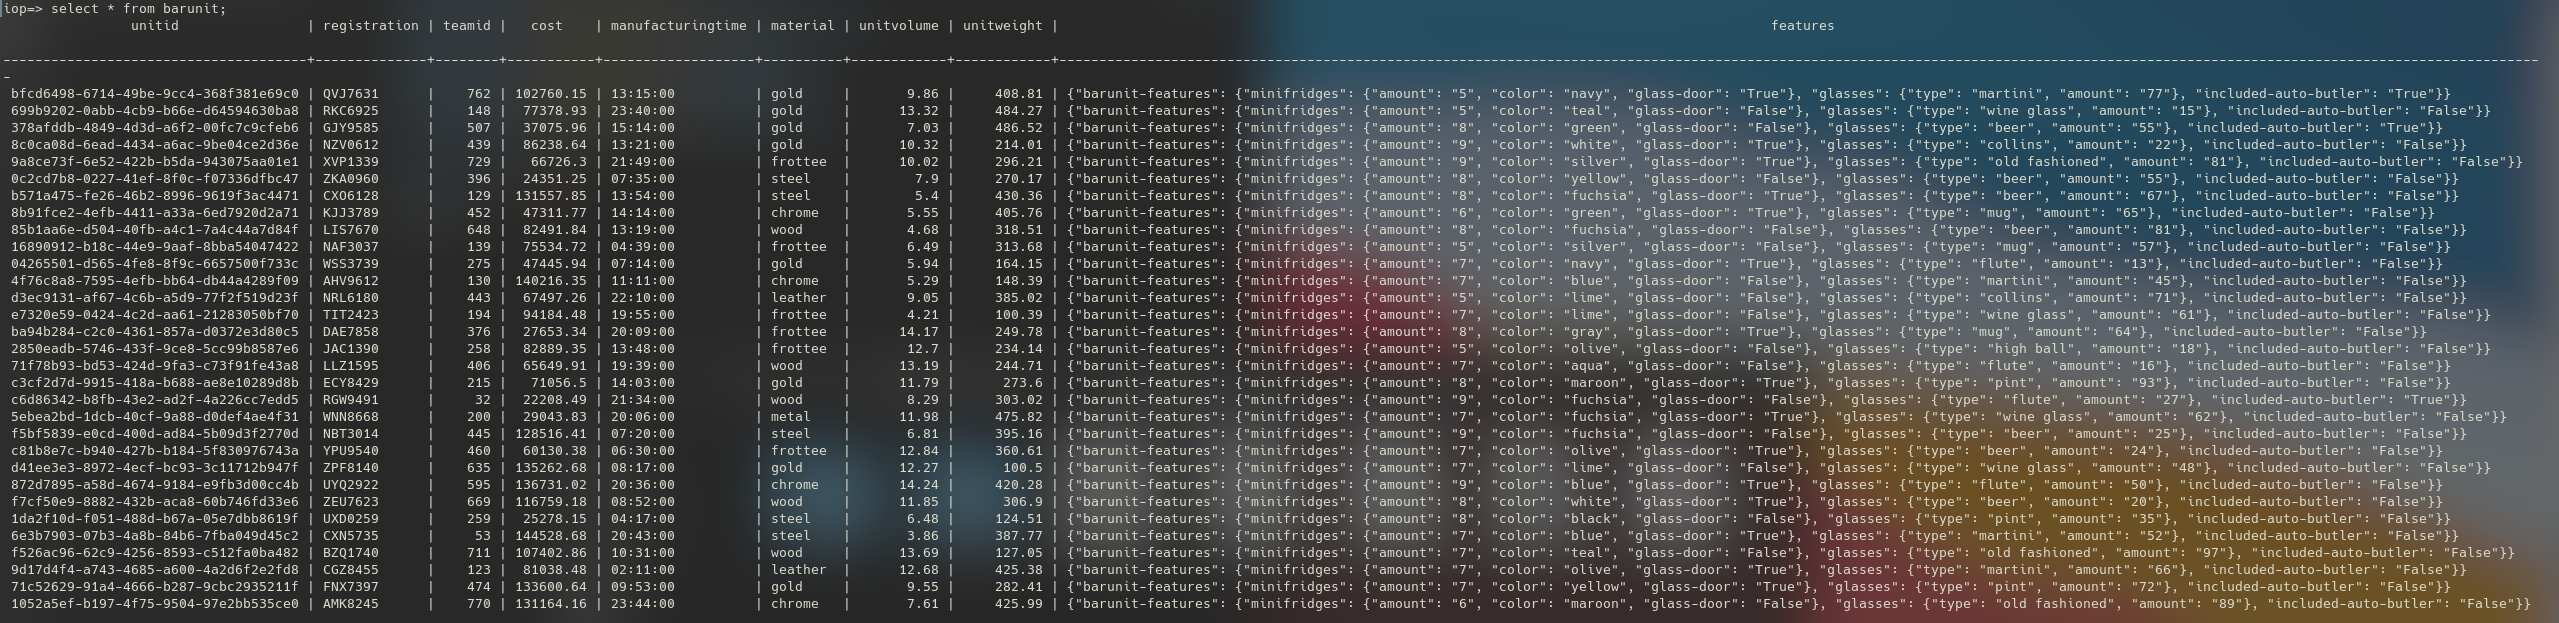 iop=> select * from barunit;
unitid | registration | teamid | cost | manufacturingtime | material | unitvolume | unitweight | features
--------------------------------------+--------------+--------+-----------+-------------------+----------+------------+------------+----------------------------------------------------------------------------------------------------------------------------------------------------------------------------------------
-
bfcd6498-6714-49be-9cc4-368f381e69c0 | QVJ7631 | 762 | 102760.15 | 13:15:00 | gold | 9.86 | 408.81 | {"barunit-features": {"minifridges": {"amount": "5", "color": "navy", "glass-door": "True"}, "glasses": {"type": "martini", "amount": "77"}, "included-auto-butler": "True"}}
699b9202-0abb-4cb9-b66e-d64594630ba8 | RKC6925 | 148 | 77378.93 | 23:40:00 | gold | 13.32 | 484.27 | {"barunit-features": {"minifridges": {"amount": "5", "color": "teal", "glass-door": "False"}, "glasses": {"type": "wine glass", "amount": "15"}, "included-auto-butler": "False"}}
378afddb-4849-4d3d-a6f2-00fc7c9cfeb6 | GJY9585 | 507 | 37075.96 | 15:14:00 | gold | 7.03 | 486.52 | {"barunit-features": {"minifridges": {"amount": "8", "color": "green", "glass-door": "False"}, "glasses": {"type": "beer", "amount": "55"}, "included-auto-butler": "True"}}
8c0ca08d-6ead-4434-a6ac-9be04ce2d36e | NZV0612 | 439 | 86238.64 | 13:21:00 | gold | 10.32 | 214.01 | {"barunit-features": {"minifridges": {"amount": "9", "color": "white", "glass-door": "True"}, "glasses": {"type": "collins", "amount": "22"}, "included-auto-butler": "False"}}
9a8ce73f-6e52-422b-b5da-943075aa01e1 | XVP1339 | 729 | 66726.3 | 21:49:00 | frottee | 10.02 | 296.21 | {"barunit-features": {"minifridges": {"amount": "9", "color": "silver", "glass-door": "True"}, "glasses": {"type": "old fashioned", "amount": "81"}, "included-auto-butler": "False"}}
0c2cd7b8-0227-41ef-8f0c-f07336dfbc47 | ZKA0960 | 396 | 24351.25 | 07:35:00 | steel | 7.9 | 270.17 | {"barunit-features": {"minifridges": {"amount": "8", "color": "yellow", "glass-door": "False"}, "glasses": {"type": "beer", "amount": "55"}, "included-auto-butler": "False"}}
b571a475-fe26-46b2-8996-9619f3ac4471 | CXO6128 | 129 | 131557.85 | 13:54:00 | steel | 5.4 | 430.36 | {"barunit-features": {"minifridges": {"amount": "8", "color": "fuchsia", "glass-door": "True"}, "glasses": {"type": "beer", "amount": "67"}, "included-auto-butler": "False"}}
8b91fce2-4efb-4411-a33a-6ed7920d2a71 | KJJ3789 | 452 | 47311.77 | 14:14:00 | chrome | 5.55 | 405.76 | {"barunit-features": {"minifridges": {"amount": "6", "color": "green", "glass-door": "True"}, "glasses": {"type": "mug", "amount": "65"}, "included-auto-butler": "False"}}
85b1aa6e-d504-40fb-a4c1-7a4c44a7d84f | LIS7670 | 648 | 82491.84 | 13:19:00 | wood | 4.68 | 318.51 | {"barunit-features": {"minifridges": {"amount": "8", "color": "fuchsia", "glass-door": "False"}, "glasses": {"type": "beer", "amount": "81"}, "included-auto-butler": "False"}}
16890912-b18c-44e9-9aaf-8bba54047422 | NAF3037 | 139 | 75534.72 | 04:39:00 | frottee | 6.49 | 313.68 | {"barunit-features": {"minifridges": {"amount": "5", "color": "silver", "glass-door": "False"}, "glasses": {"type": "mug", "amount": "57"}, "included-auto-butler": "False"}}
04265501-d565-4fe8-8f9c-6657500f733c | WSS3739 | 275 | 47445.94 | 07:14:00 | gold | 5.94 | 164.15 | {"barunit-features": {"minifridges": {"amount": "7", "color": "navy", "glass-door": "True"}, "glasses": {"type": "flute", "amount": "13"}, "included-auto-butler": "False"}}
4f76c8a8-7595-4efb-bb64-db44a4289f09 | AHV9612 | 130 | 140216.35 | 11:11:00 | chrome | 5.29 | 148.39 | {"barunit-features": {"minifridges": {"amount": "7", "color": "blue", "glass-door": "False"}, "glasses": {"type": "martini", "amount": "45"}, "included-auto-butler": "False"}}
d3ec9131-af67-4c6b-a5d9-77f2f519d23f | NRL6180 | 443 | 67497.26 | 22:10:00 | leather | 9.05 | 385.02 | {"barunit-features": {"minifridges": {"amount": "5", "color": "lime", "glass-door": "False"}, "glasses": {"type": "collins", "amount": "71"}, "included-auto-butler": "False"}}
e7320e59-0424-4c2d-aa61-21283050bf70 | TIT2423 | 194 | 94184.48 | 19:55:00 | frottee | 4.21 | 100.39 | {"barunit-features": {"minifridges": {"amount": "7", "color": "lime", "glass-door": "False"}, "glasses": {"type": "wine glass", "amount": "61"}, "included-auto-butler": "False"}}
ba94b284-c2c0-4361-857a-d0372e3d80c5 | DAE7858 | 376 | 27653.34 | 20:09:00 | frottee | 14.17 | 249.78 | {"barunit-features": {"minifridges": {"amount": "8", "color": "gray", "glass-door": "True"}, "glasses": {"type": "mug", "amount": "64"}, "included-auto-butler": "False"}}
2850eadb-5746-433f-9ce8-5cc99b8587e6 | JAC1390 | 258 | 82889.35 | 13:48:00 | frottee | 12.7 | 234.14 | {"barunit-features": {"minifridges": {"amount": "5", "color": "olive", "glass-door": "False"}, "glasses": {"type": "high ball", "amount": "18"}, "included-auto-butler": "False"}}
71f78b93-bd53-424d-9fa3-c73f91fe43a8 | LLZ1595 | 406 | 65649.91 | 19:39:00 | wood | 13.19 | 244.71 | {"barunit-features": {"minifridges": {"amount": "7", "color": "aqua", "glass-door": "False"}, "glasses": {"type": "flute", "amount": "16"}, "included-auto-butler": "False"}}
c3cf2d7d-9915-418a-b688-ae8e10289d8b | ECY8429 | 215 | 71056.5 | 14:03:00 | gold | 11.79 | 273.6 | {"barunit-features": {"minifridges": {"amount": "8", "color": "maroon", "glass-door": "True"}, "glasses": {"type": "pint", "amount": "93"}, "included-auto-butler": "False"}}
c6d86342-b8fb-43e2-ad2f-4a226cc7edd5 | RGW9491 | 32 | 22208.49 | 21:34:00 | wood | 8.29 | 303.02 | {"barunit-features": {"minifridges": {"amount": "9", "color": "fuchsia", "glass-door": "False"}, "glasses": {"type": "flute", "amount": "27"}, "included-auto-butler": "True"}}
5ebea2bd-1dcb-40cf-9a88-d0def4ae4f31 | WNN8668 | 200 | 29043.83 | 20:06:00 | metal | 11.98 | 475.82 | {"barunit-features": {"minifridges": {"amount": "7", "color": "fuchsia", "glass-door": "True"}, "glasses": {"type": "wine glass", "amount": "62"}, "included-auto-butler": "False"}}
f5bf5839-e0cd-400d-ad84-5b09d3f2770d | NBT3014 | 445 | 128516.41 | 07:20:00 | steel | 6.81 | 395.16 | {"barunit-features": {"minifridges": {"amount": "9", "color": "fuchsia", "glass-door": "False"}, "glasses": {"type": "beer", "amount": "25"}, "included-auto-butler": "False"}}
c81b8e7c-b940-427b-b184-5f830976743a | YPU9540 | 460 | 60130.38 | 06:30:00 | frottee | 12.84 | 360.61 | {"barunit-features": {"minifridges": {"amount": "7", "color": "olive", "glass-door": "True"}, "glasses": {"type": "beer", "amount": "24"}, "included-auto-butler": "False"}}
d41ee3e3-8972-4ecf-bc93-3c11712b947f | ZPF8140 | 635 | 135262.68 | 08:17:00 | gold | 12.27 | 100.5 | {"barunit-features": {"minifridges": {"amount": "7", "color": "lime", "glass-door": "False"}, "glasses": {"type": "wine glass", "amount": "48"}, "included-auto-butler": "False"}}
872d7895-a58d-4674-9184-e9fb3d00cc4b | UYQ2922 | 595 | 136731.02 | 20:36:00 | chrome | 14.24 | 420.28 | {"barunit-features": {"minifridges": {"amount": "9", "color": "blue", "glass-door": "True"}, "glasses": {"type": "flute", "amount": "50"}, "included-auto-butler": "False"}}
f7cf50e9-8882-432b-aca8-60b746fd33e6 | ZEU7623 | 669 | 116759.18 | 08:52:00 | wood | 11.85 | 306.9 | {"barunit-features": {"minifridges": {"amount": "8", "color": "white", "glass-door": "True"}, "glasses": {"type": "beer", "amount": "20"}, "included-auto-butler": "False"}}
1da2f10d-f051-488d-b67a-05e7dbb8619f | UXD0259 | 259 | 25278.15 | 04:17:00 | steel | 6.48 | 124.51 | {"barunit-features": {"minifridges": {"amount": "8", "color": "black", "glass-door": "False"}, "glasses": {"type": "pint", "amount": "35"}, "included-auto-butler": "False"}}
6e3b7903-07b3-4a8b-84b6-7fba049d45c2 | CXN5735 | 53 | 144528.68 | 20:43:00 | steel | 3.86 | 387.77 | {"barunit-features": {"minifridges": {"amount": "7", "color": "blue", "glass-door": "True"}, "glasses": {"type": "martini", "amount": "52"}, "included-auto-butler": "False"}}
f526ac96-62c9-4256-8593-c512fa0ba482 | BZQ1740 | 711 | 107402.86 | 10:31:00 | wood | 13.69 | 127.05 | {"barunit-features": {"minifridges": {"amount": "7", "color": "teal", "glass-door": "False"}, "glasses": {"type": "old fashioned", "amount": "97"}, "included-auto-butler": "False"}}
9d17d4f4-a743-4685-a600-4a2d6f2e2fd8 | CGZ8455 | 123 | 81038.48 | 02:11:00 | leather | 12.68 | 425.38 | {"barunit-features": {"minifridges": {"amount": "7", "color": "olive", "glass-door": "True"}, "glasses": {"type": "martini", "amount": "66"}, "included-auto-butler": "False"}}
71c52629-91a4-4666-b287-9cbc2935211f | FNX7397 | 474 | 133600.64 | 09:53:00 | gold | 9.55 | 282.41 | {"barunit-features": {"minifridges": {"amount": "7", "color": "yellow", "glass-door": "True"}, "glasses": {"type": "pint", "amount": "72"}, "included-auto-butler": "False"}}
1052a5ef-b197-4f75-9504-97e2bb535ce0 | AMK8245 | 770 | 131164.16 | 23:44:00 | chrome | 7.61 | 425.99 | {"barunit-features": {"minifridges": {"amount": "6", "color": "maroon", "glass-door": "False"}, "glasses": {"type": "old fashioned", "amount": "89"}, "included-auto-butler": "False"}}